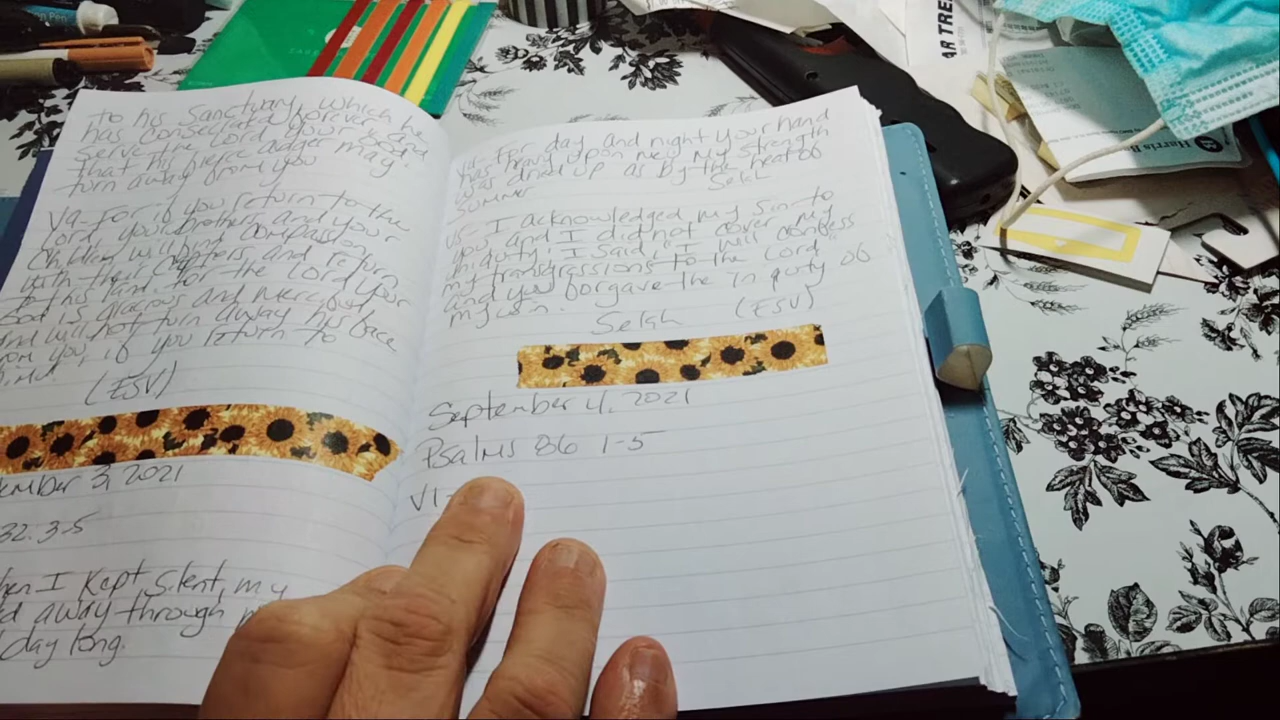 to his Sanctuary, which he
has consecrated forever and
serve the Lord your God.
that his fierce anger may
turn away from you
V9- For if you return to the
Lord your brothers and your
Children will find compassion
with their Captors, and return
to this land for the Lord your
God is gracious and merciful
and will not turn away his face
from you, if you return to
him.
(ESV)
ember 3, 2021
32. 3-5
hen I Kept Silent, my
d away through
day long.
V4- For day and night your hand
was heavy upon me; My strength
was dried up as by the heat of
Summer Selah
V5- I acknowledged my Sin to
you and I did not cover my
iniquity; I Said, "I will confess
my transgressions to the Lord,"
and you forgave the Iniquity of
my Sin.
Selah (ESV)
September 4, 2021
Psalms 86 1-5
V1-
AR TRE
Harris